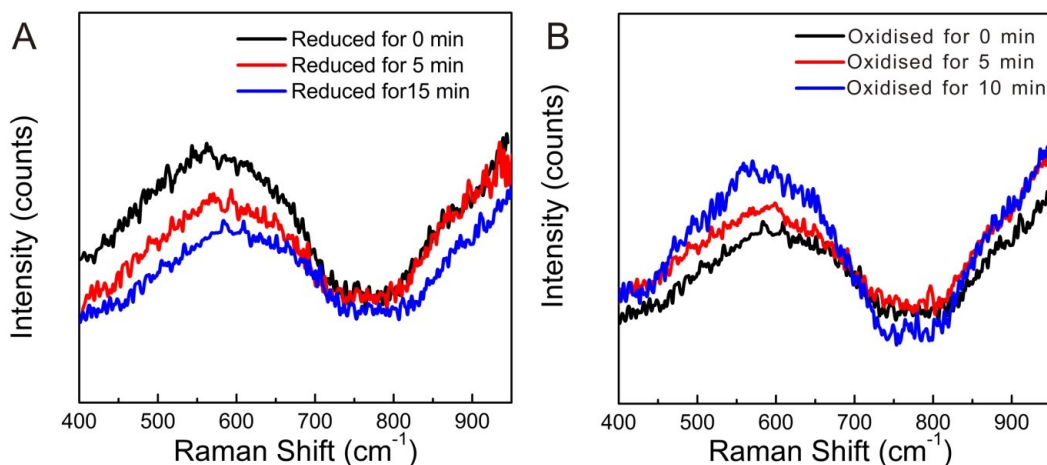 A
Reduced for 0 min
Reduced for 5 min
Reduced for15 min
Intensity (counts)
400 500 600 700 800 900
Raman Shift (cm⁻¹)
B
Oxidised for 0 min
Oxidised for 5 min
Oxidised for 10 min
Intensity (counts)
400 500 600 700 800 900
Raman Shift (cm⁻¹)